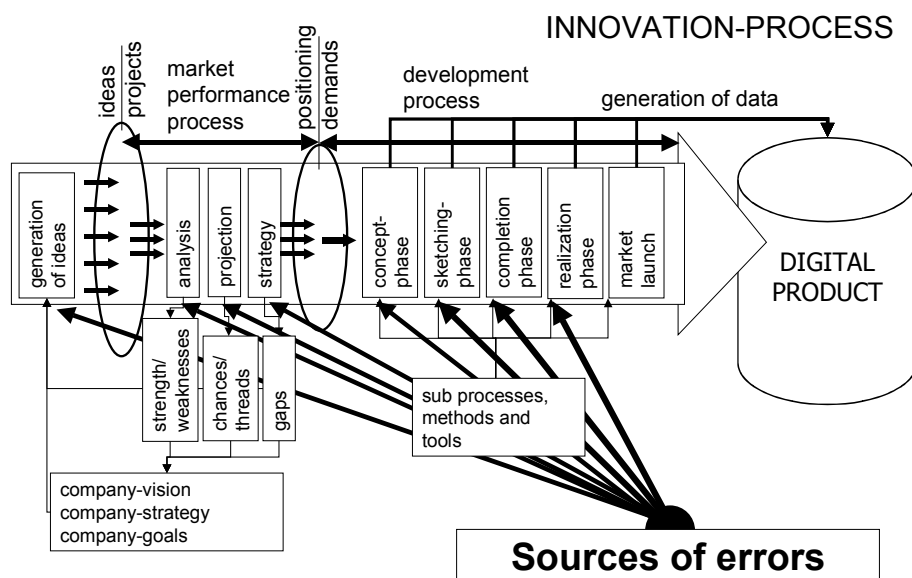 INNOVATION-PROCESS
ideas
projects
market
performance
process
positioning
demands
development
process
generation of data
generation
of ideas
analysis
projection
strategy
concept-
phase
sketching-
phase
completion
phase
realization
phase
market
launch
DIGITAL
PRODUCT
strength/
weaknesses
chances/
threads
gaps
sub processes,
methods and
tools
company-vision
company-strategy
company-goals
Sources of errors